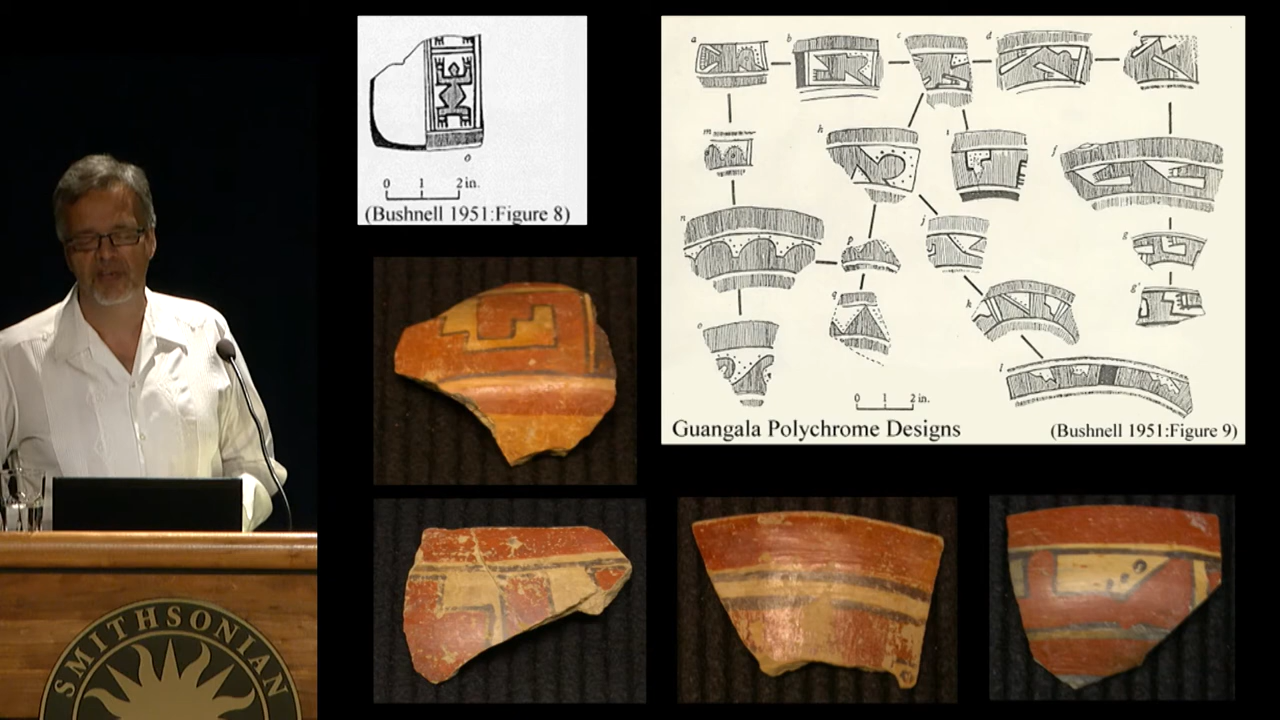 o
0 1 2 in.
(Bushnell 1951:Figure 8)
a b c d e
m h i f
n p j g
o q k g'
l
0 1 2 in.
Guangala Polychrome Designs
(Bushnell 1951:Figure 9)
SMITHSONIAN